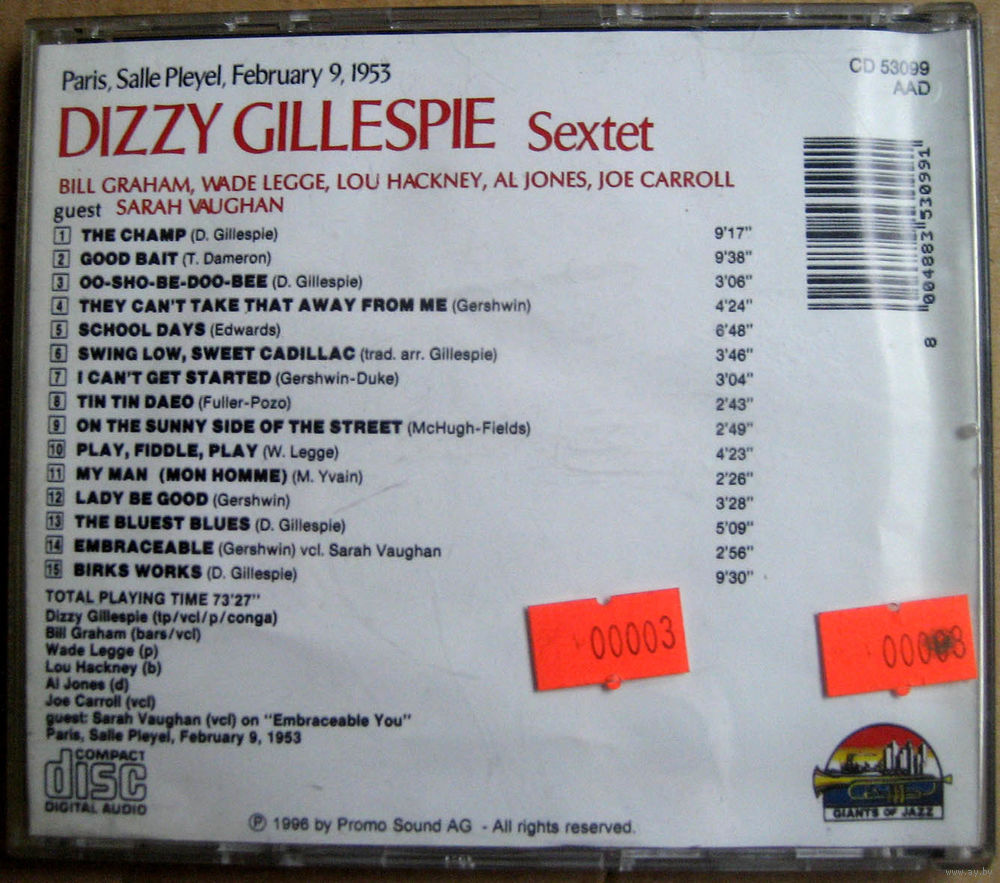 Paris, Salle Pleyel, February 9, 1953
CD 53099
AAD
DIZZY GILLESPIE Sextet
BILL GRAHAM, WADE LEGGE, LOU HACKNEY, AL JONES, JOE CARROLL
guest SARAH VAUGHAN
1 THE CHAMP (D. Gillespie) 9'17"
2 GOOD BAIT (T. Dameron) 9'38"
3 OO-SHO-BE-DOO-BEE (D. Gillespie) 3'06"
4 THEY CAN'T TAKE THAT AWAY FROM ME (Gershwin) 4'24"
5 SCHOOL DAYS (Edwards) 6'48"
6 SWING LOW, SWEET CADILLAC (trad. arr. Gillespie) 3'46"
7 I CAN'T GET STARTED (Gershwin-Duke) 3'04"
8 TIN TIN DAEO (Fuller-Pozo) 2'43"
9 ON THE SUNNY SIDE OF THE STREET (McHugh-Fields) 2'49"
10 PLAY, FIDDLE, PLAY (W. Legge) 4'23"
11 MY MAN (MON HOMME) (M. Yvain) 2'26"
12 LADY BE GOOD (Gershwin) 3'28"
13 THE BLUEST BLUES (D. Gillespie) 5'09"
14 EMBRACEABLE (Gershwin) vcl. Sarah Vaughan 2'56"
15 BIRKS WORKS (D. Gillespie) 9'30"
8 004883 530991
TOTAL PLAYING TIME 73'27"
Dizzy Gillespie (tp/vcl/p/conga)
Bill Graham (bars/vcl)
Wade Legge (p)
Lou Hackney (b)
Al Jones (d)
Joe Carroll (vcl)
guest: Sarah Vaughan (vcl) on "Embraceable You"
Paris, Salle Pleyel, February 9, 1953
00003
COMPACT
disc
DIGITAL AUDIO
GIANTS OF JAZZ
℗ 1996 by Promo Sound AG - All rights reserved.
www.ay.by